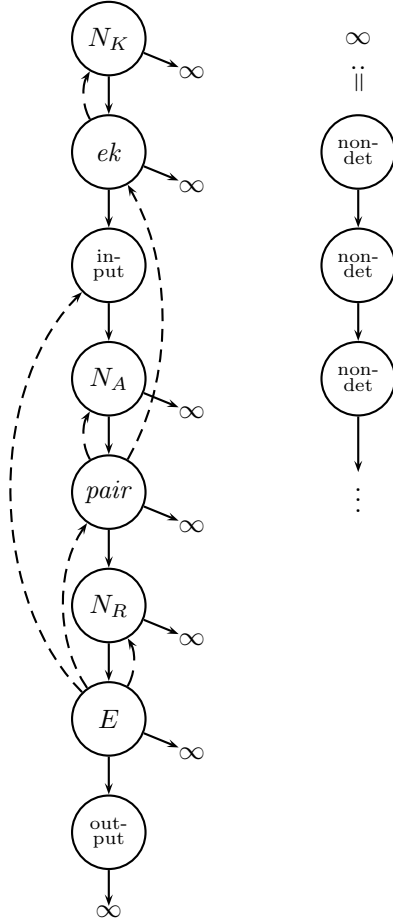 N_K
∞
ek
∞
in-
put
N_A
∞
pair
∞
N_R
∞
E
∞
out-
put
∞
∞
non-
det
non-
det
non-
det
⋮